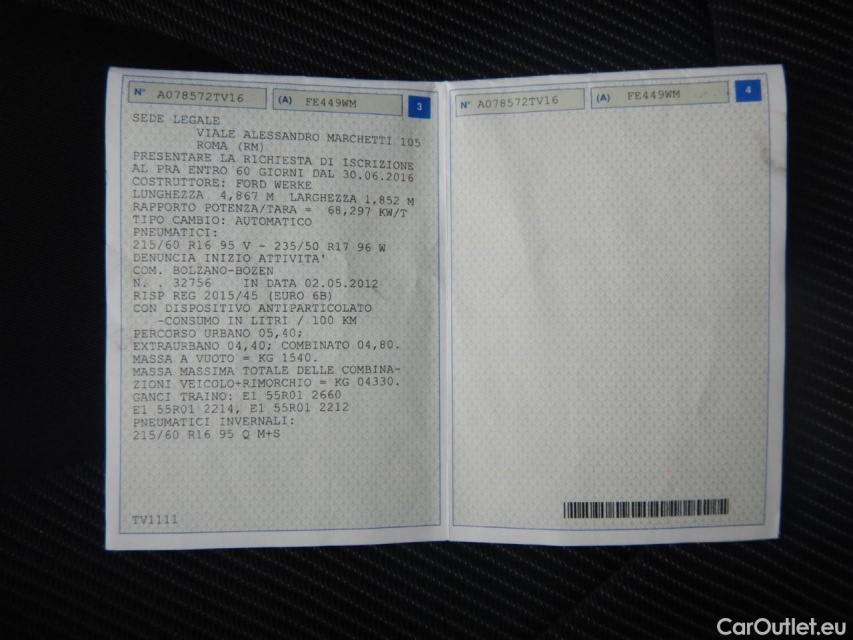 N° A078572TV16 (A) FE449WM 3
SEDE LEGALE
VIALE ALESSANDRO MARCHETTI 105
ROMA (RM)
PRESENTARE LA RICHIESTA DI ISCRIZIONE
AL PRA ENTRO 60 GIORNI DAL 30.06.2016
COSTRUTTORE: FORD WERKE
LUNGHEZZA 4,867 M LARGHEZZA 1,852 M
RAPPORTO POTENZA/TARA = 68,297 KW/T
TIPO CAMBIO: AUTOMATICO
PNEUMATICI:
215/60 R16 95 V - 235/50 R17 96 W
DENUNCIA INIZIO ATTIVITA'
COM. BOLZANO-BOZEN
N. . 32756 IN DATA 02.05.2012
RISP REG 2015/45 (EURO 6B)
CON DISPOSITIVO ANTIPARTICOLATO
-CONSUMO IN LITRI / 100 KM
PERCORSO URBANO 05,40;
EXTRAURBANO 04,40; COMBINATO 04,80.
MASSA A VUOTO = KG 1540.
MASSA MASSIMA TOTALE DELLE COMBINA-
ZIONI VEICOLO+RIMORCHIO = KG 04330.
GANCI TRAINO: E1 55R01 2660
E1 55R01 2214, E1 55R01 2212
PNEUMATICI INVERNALI:
215/60 R16 95 Q M+S
TV1111
N° A078572TV16 (A) FE449WM 4
CarOutlet.eu